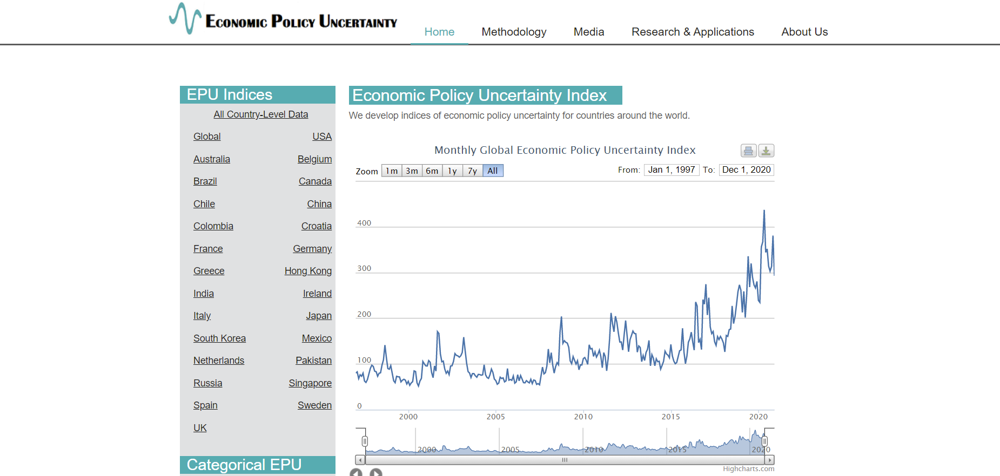 ECONOMIC POLICY UNCERTAINTY
Home Methodology Media Research & Applications About Us
EPU Indices
All Country-Level Data
Global USA
Australia Belgium
Brazil Canada
Chile China
Colombia Croatia
France Germany
Greece Hong Kong
India Ireland
Italy Japan
South Korea Mexico
Netherlands Pakistan
Russia Singapore
Spain Sweden
UK
Categorical EPU
Economic Policy Uncertainty Index
We develop indices of economic policy uncertainty for countries around the world.
Monthly Global Economic Policy Uncertainty Index
Zoom 1m 3m 6m 1y 7y All From: Jan 1, 1997 To: Dec 1, 2020
400
300
200
100
0
2000 2005 2010 2015 2020
2000 2005 2010 2015 2020
Highcharts.com